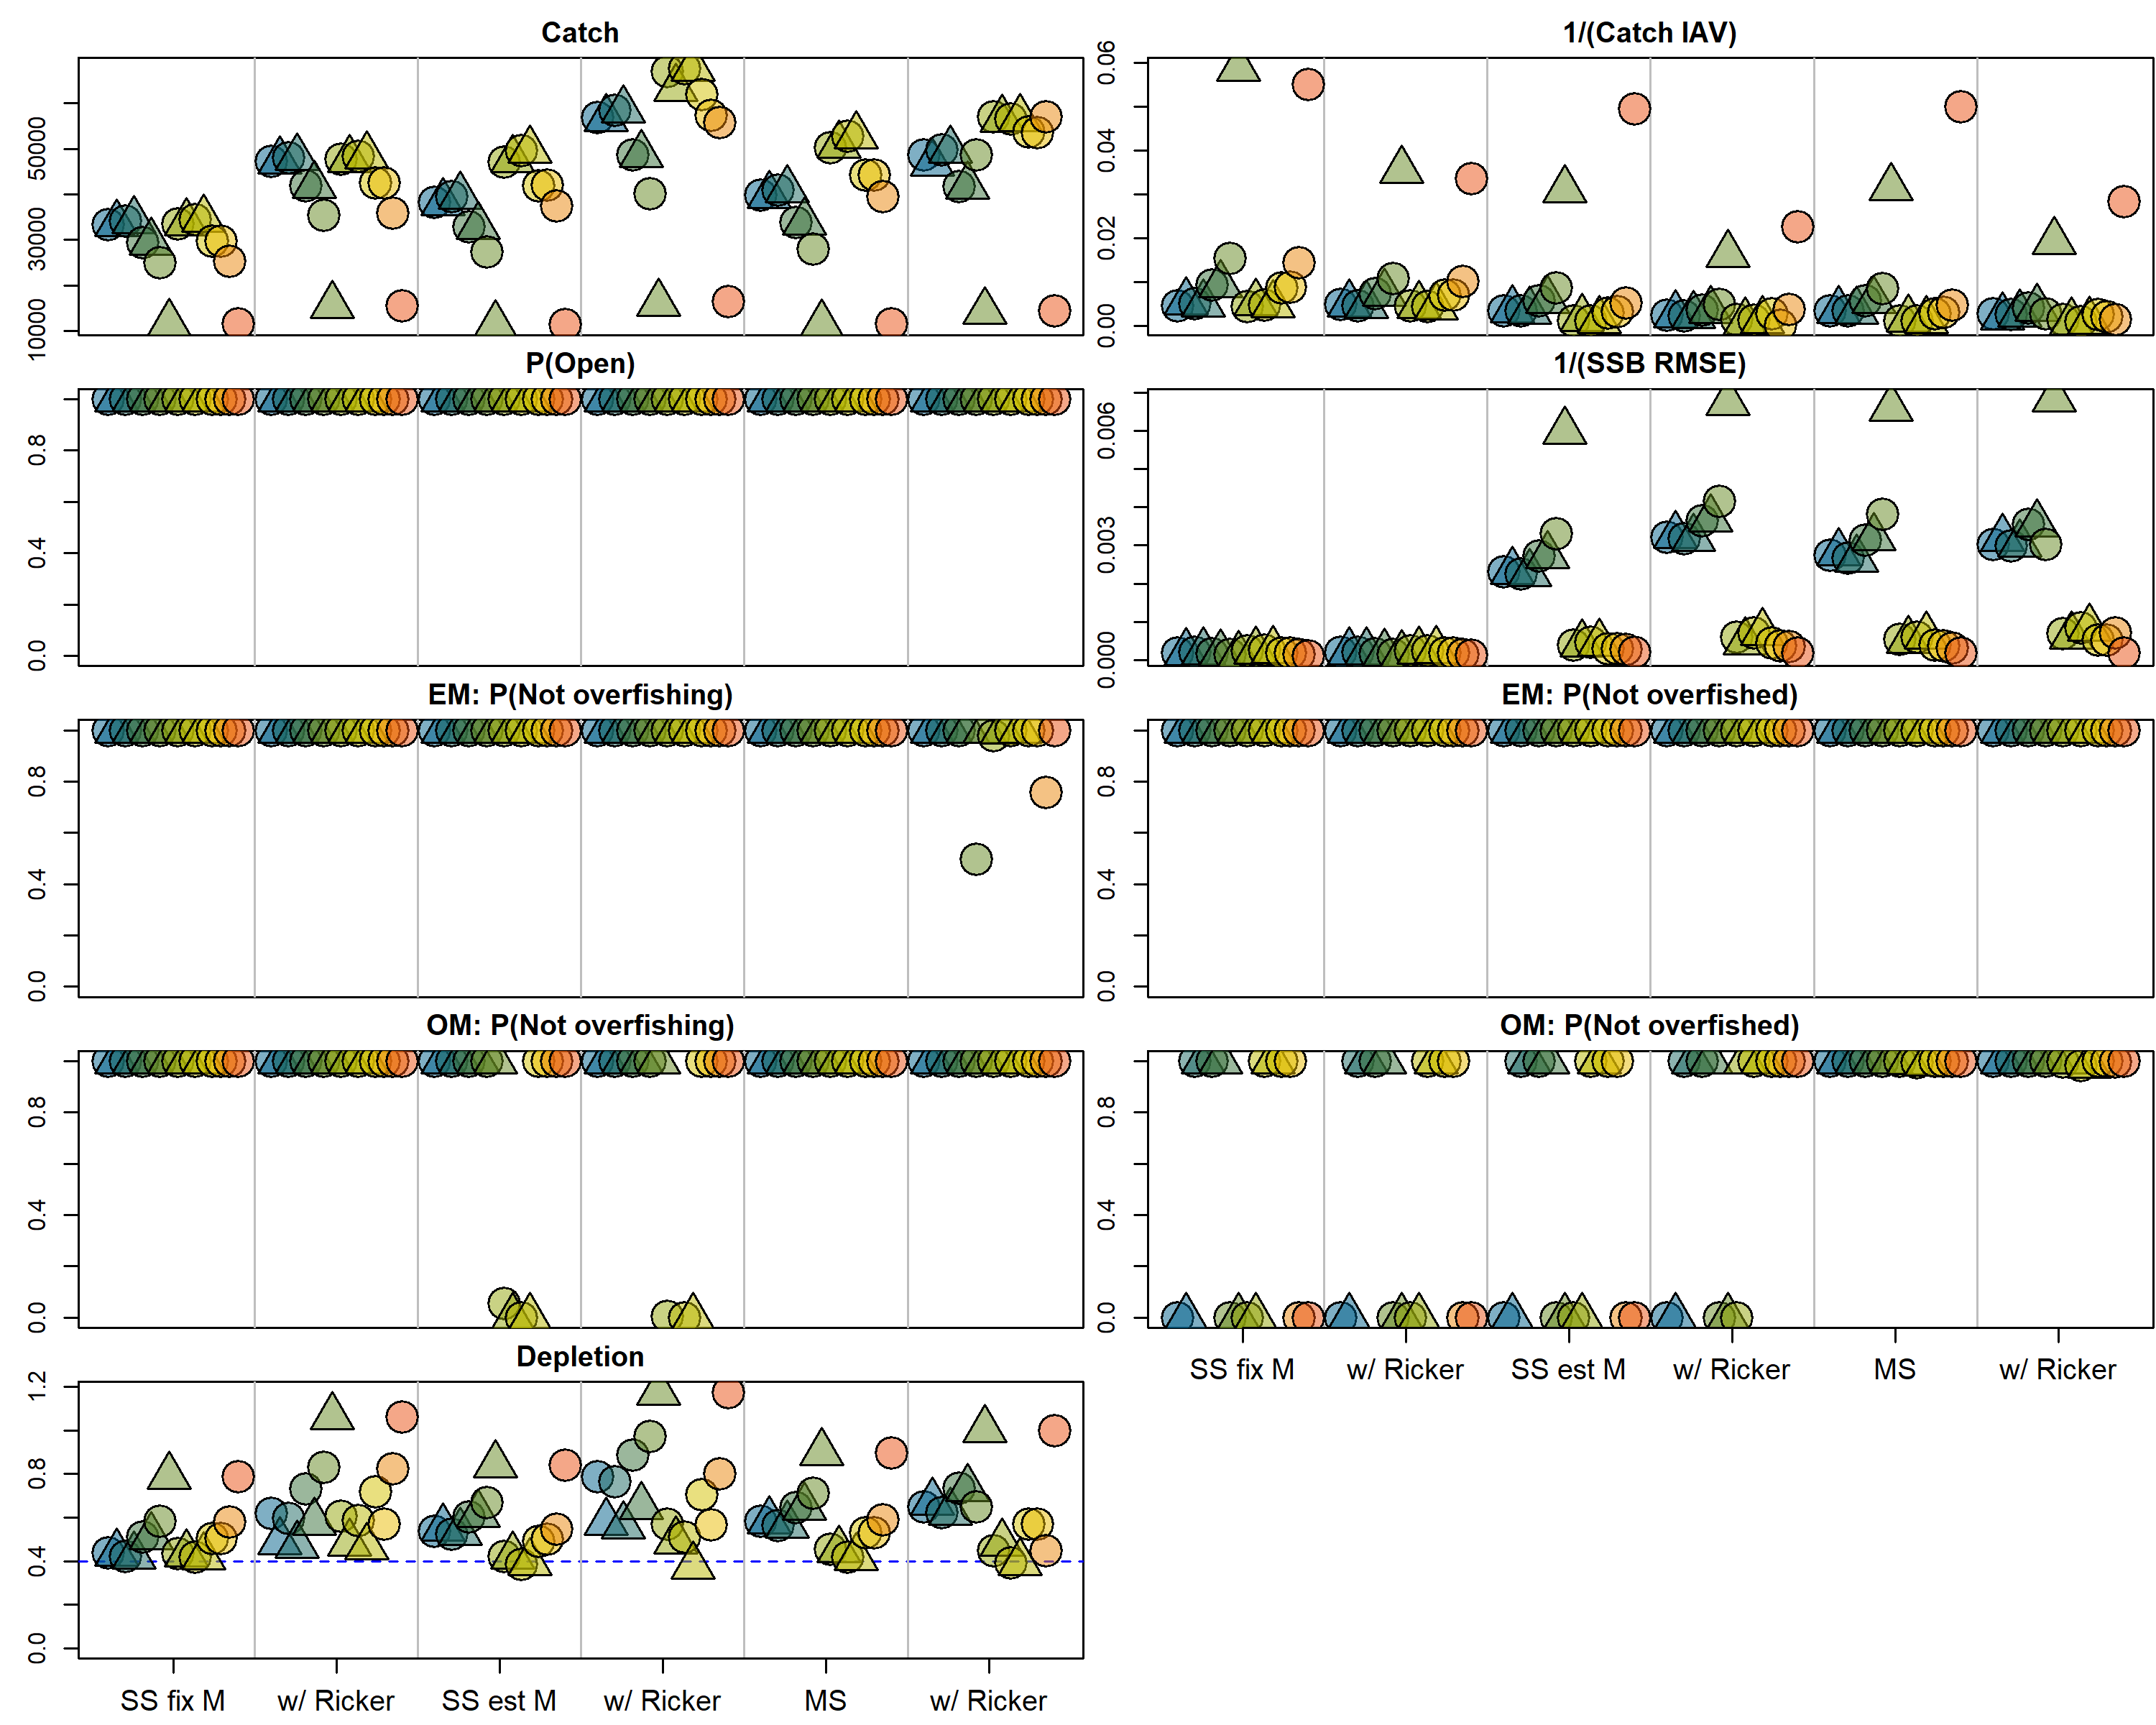 Catch
10000 30000 50000
1/(Catch IAV)
0.00 0.02 0.04 0.06
P(Open)
0.0 0.4 0.8
1/(SSB RMSE)
0.000 0.003 0.006
EM: P(Not overfishing)
0.0 0.4 0.8
EM: P(Not overfished)
0.0 0.4 0.8
OM: P(Not overfishing)
0.0 0.4 0.8
OM: P(Not overfished)
0.0 0.4 0.8
SS fix M w/ Ricker SS est M w/ Ricker MS w/ Ricker
Depletion
0.0 0.4 0.8 1.2
SS fix M w/ Ricker SS est M w/ Ricker MS w/ Ricker